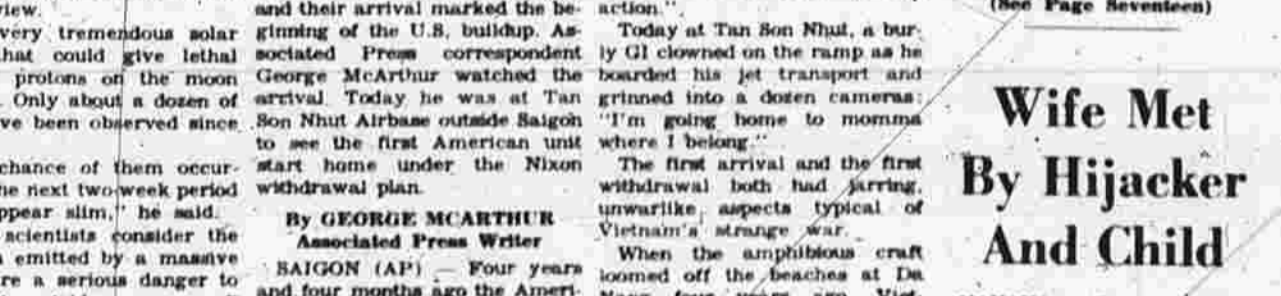 view.
very tremendous solar
that could give lethal
protons on the moon
. Only about a dozen of
ve been observed since
chance of them occur-
he next two-week period
ppear slim," he said.
scientists consider the
emitted by a massive
re a serious danger to
and their arrival marked the be-
ginning of the U.S. buildup. As-
sociated Press correspondent
George McArthur watched the
arrival. Today he was at Tan
Son Nhut Airbase outside Saigon
to see the first American unit
start home under the Nixon
withdrawal plan.
By GEORGE MCARTHUR
Associated Press Writer
SAIGON (AP) — Four years
and four months ago the Ameri-
action."
Today at Tan Son Nhut, a bur-
ly GI clowned on the ramp as he
boarded his jet transport and
grinned into a dozen cameras:
"I'm going home to momma
where I belong."
The first arrival and the first
withdrawal both had jarring,
unwarlike, aspects typical of
Vietnam's strange war.
When the amphibious craft
loomed off the beaches at Da
Nang four years ago, Viet-
(See Page Seventeen)
Wife Met
By Hijacker
And Child